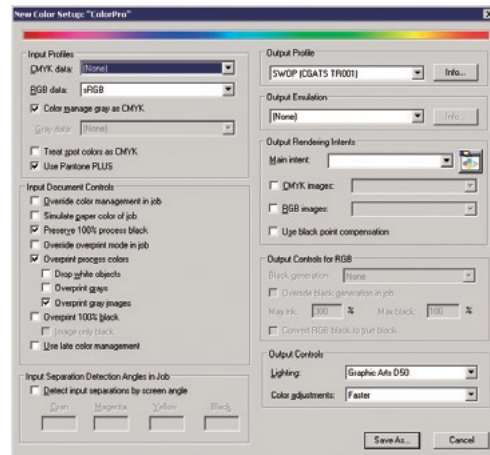 New Color Setup: "ColorPro"
Input Profiles
CMYK data: (None)
RGB data: sRGB
Color manage gray as CMYK
Gray data: (None)
Treat spot colors as CMYK
Use Pantone PLUS
Input Document Controls
Override color management in job
Simulate paper color of job
Preserve 100% process black
Override overprint mode in job
Overprint process colors
Drop white objects
Overprint grays
Overprint gray images
Overprint 100% black
Image only black
Use late color management
Input Separation Detection Angles in Job
Detect input separations by screen angle
Cyan Magenta Yellow Black
Output Profile
SWOP (CGATS TR001) Info...
Output Emulation
(None) Info...
Output Rendering Intents
Main intent:
CMYK images:
RGB images:
Use black point compensation
Output Controls for RGB
Black generation: None
Override black generation in job
Max ink: 300 % Max black: 100 %
Convert RGB black to true black
Output Controls
Lighting: Graphic Arts D50
Color adjustments: Faster
Save As... Cancel